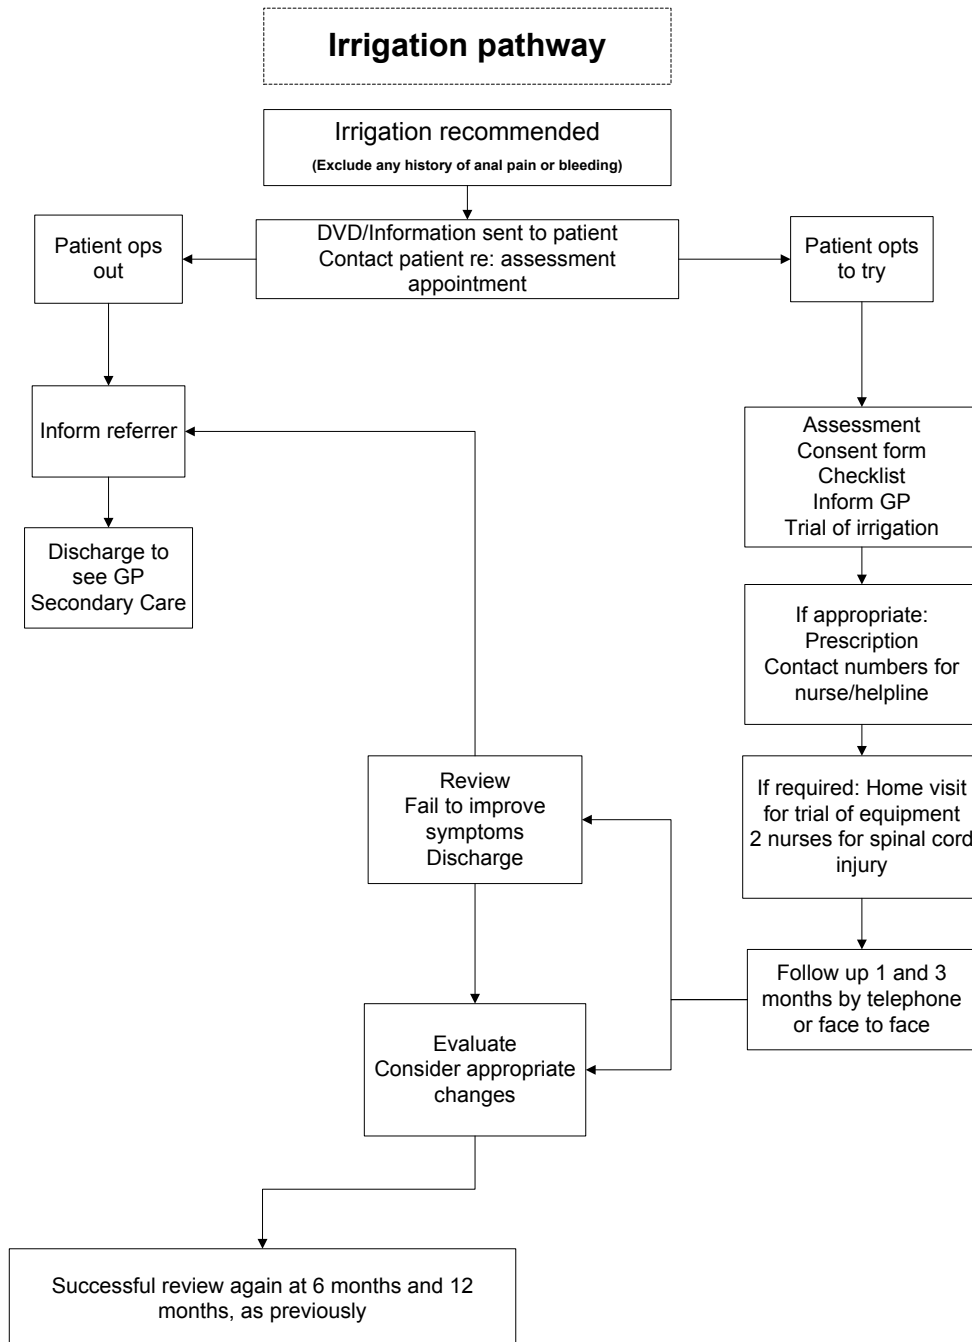 Irrigation pathway
Irrigation recommended
(Exclude any history of anal pain or bleeding)
DVD/Information sent to patient
Contact patient re: assessment
appointment
Patient ops
out
Patient opts
to try
Inform referrer
Discharge to
see GP
Secondary Care
Assessment
Consent form
Checklist
Inform GP
Trial of irrigation
If appropriate:
Prescription
Contact numbers for
nurse/helpline
If required: Home visit
for trial of equipment
2 nurses for spinal cord
injury
Follow up 1 and 3
months by telephone
or face to face
Review
Fail to improve
symptoms
Discharge
Evaluate
Consider appropriate
changes
Successful review again at 6 months and 12
months, as previously